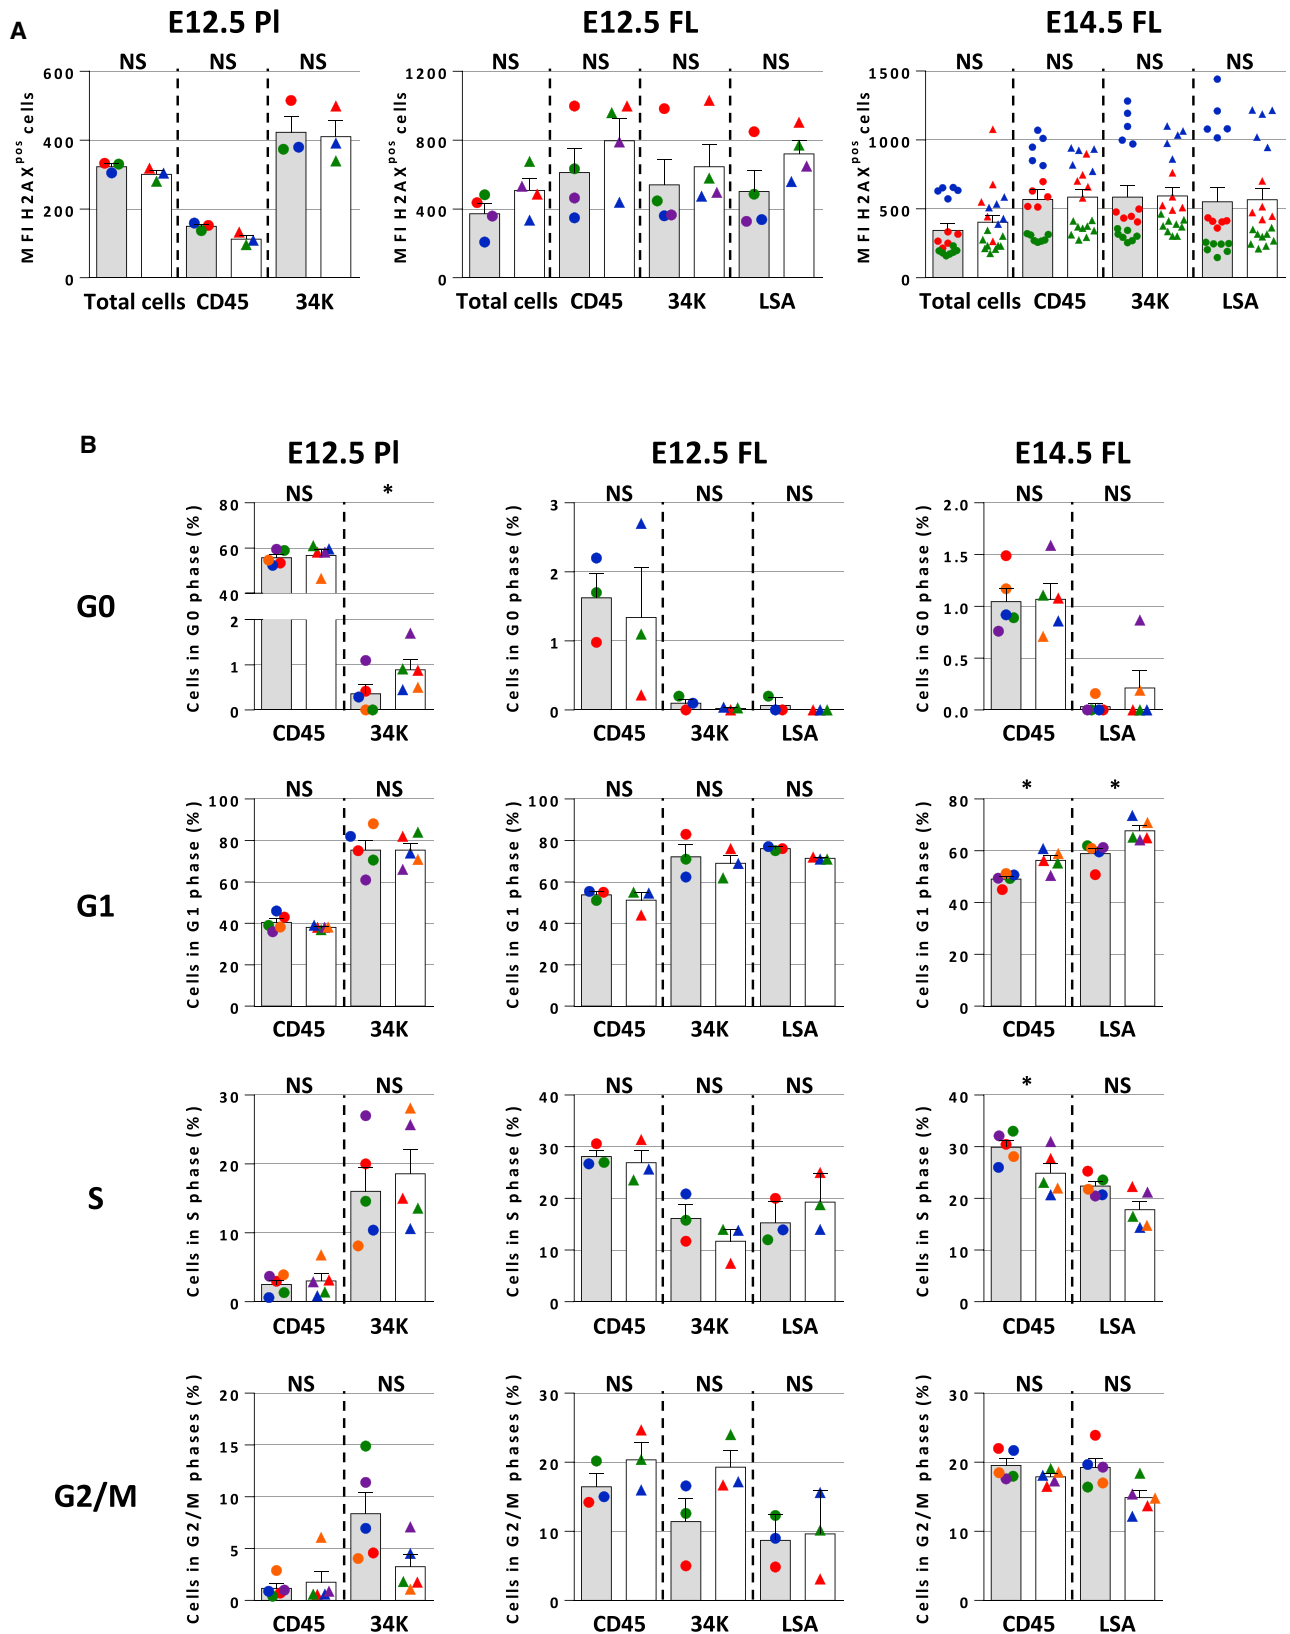 A
E12.5 Pl
E12.5 FL
E14.5 FL
NS NS NS
NS NS NS NS
NS NS NS NS
MFI H2AX pos cells
600
400
200
0
Total cells CD45 34K
MFI H2AX pos cells
1200
800
400
0
Total cells CD45 34K LSA
MFI H2AX pos cells
1500
1000
500
0
Total cells CD45 34K LSA
B
E12.5 Pl
E12.5 FL
E14.5 FL
G0
Cells in G0 phase (%)
NS *
80
60
40
2
1
0
CD45 34K
Cells in G0 phase (%)
NS NS NS
3
2
1
0
CD45 34K LSA
Cells in G0 phase (%)
NS NS
2.0
1.5
1.0
0.5
0.0
CD45 LSA
G1
Cells in G1 phase (%)
NS NS
100
80
60
40
20
0
CD45 34K
Cells in G1 phase (%)
NS NS NS
100
80
60
40
20
0
CD45 34K LSA
Cells in G1 phase (%)
* *
80
60
40
20
0
CD45 LSA
S
Cells in S phase (%)
NS NS
30
20
10
0
CD45 34K
Cells in S phase (%)
NS NS NS
40
30
20
10
0
CD45 34K LSA
Cells in S phase (%)
* NS
40
30
20
10
0
CD45 LSA
G2/M
Cells in G2/M phases (%)
NS NS
20
15
10
5
0
CD45 34K
Cells in G2/M phases (%)
NS NS NS
30
20
10
0
CD45 34K LSA
Cells in G2/M phases (%)
NS NS
30
20
10
0
CD45 LSA